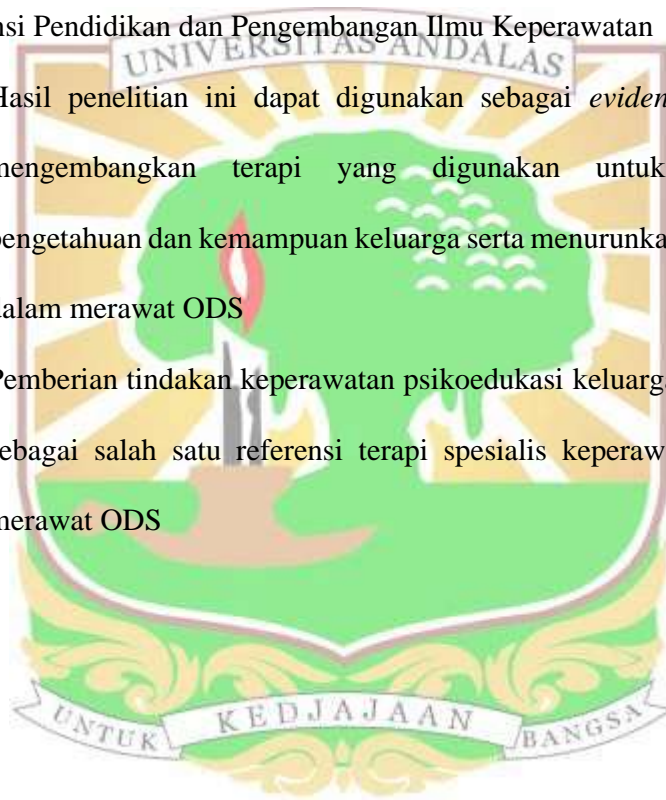 nsi Pendidikan dan Pengembangan Ilmu Keperawatan
UNIVERSITAS ANDALAS
Hasil penelitian ini dapat digunakan sebagai eviden
mengembangkan terapi yang digunakan untuk
pengetahuan dan kemampuan keluarga serta menurunka
dalam merawat ODS
Pemberian tindakan keperawatan psikoedukasi keluarga
sebagai salah satu referensi terapi spesialis keperaw
merawat ODS
UNTUK KEDJAJAAN BANGSA